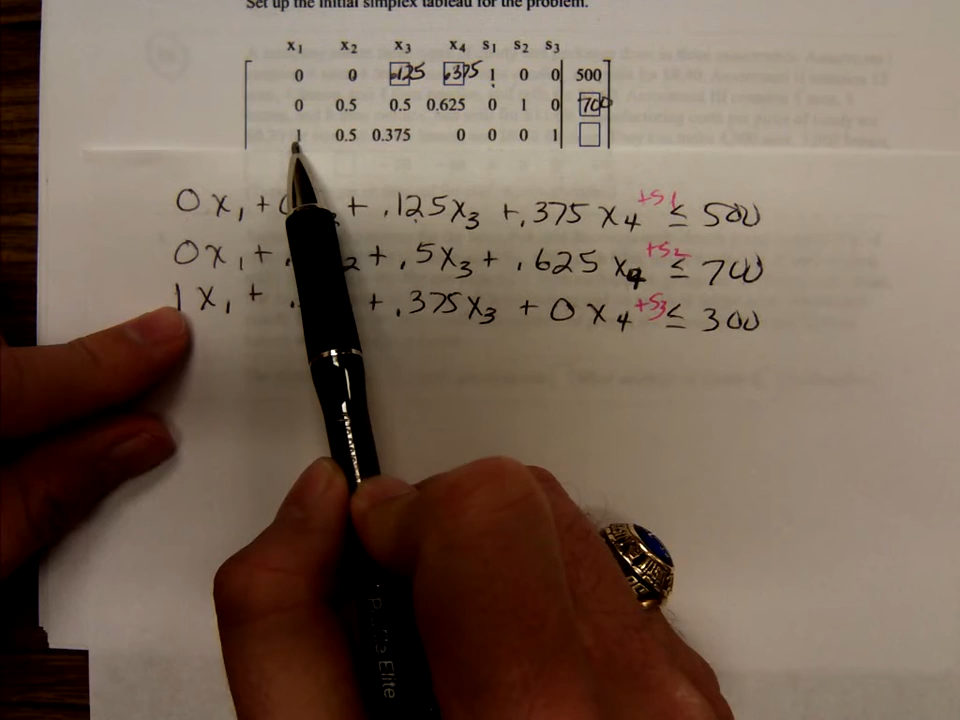 Set up the initial simplex tableau for the problem.
x1 x2 x3 x4 s1 s2 s3
0 0 .125 .375 1 0 0 500
0 0.5 0.5 0.625 0 1 0 700
1 0.5 0.375 0 0 0 1
0x1 + + .125x3 + .375x4 +s1 ≤ 500
0x1 + . 2 + .5x3 + .625x4 +s2 ≤ 700
1x1 + . + .375x3 + 0x4 +s3 ≤ 300
Elite